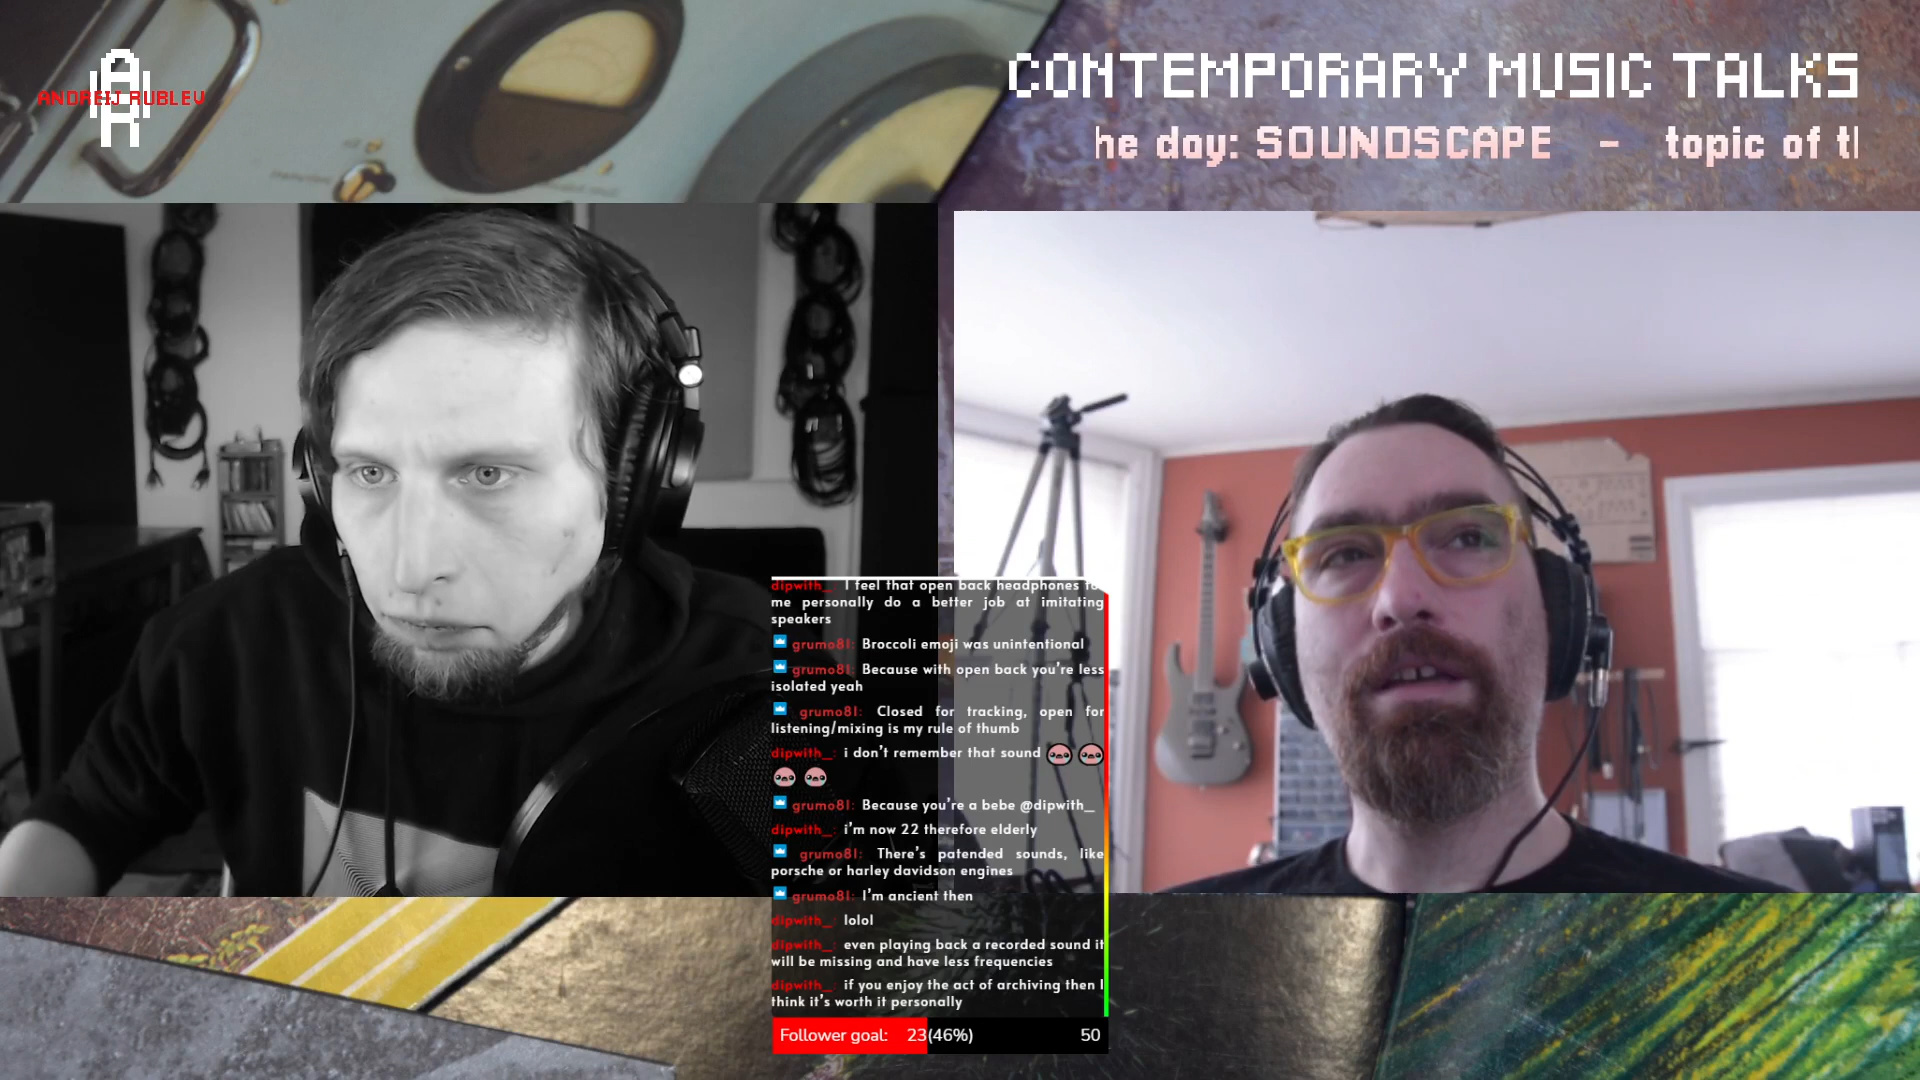 ANDREIJ RUBLEV
CONTEMPORARY MUSIC TALKS
he day: SOUNDSCAPE - topic of t
dipwith_: I feel that open back headphones
me personally do a better job at imitating
speakers
grumo81: Broccoli emoji was unintentional
grumo81: Because with open back you're less
isolated yeah
grumo81: Closed for tracking, open for
listening/mixing is my rule of thumb
dipwith_: i don't remember that sound
grumo81: Because you're a bebe @dipwith_
dipwith_: i'm now 22 therefore elderly
grumo81: There's patended sounds, like
porsche or harley davidson engines
grumo81: I'm ancient then
dipwith_: lolol
dipwith_: even playing back a recorded sound it
will be missing and have less frequencies
dipwith_: if you enjoy the act of archiving then I
think it's worth it personally
Follower goal: 23(46%) 50